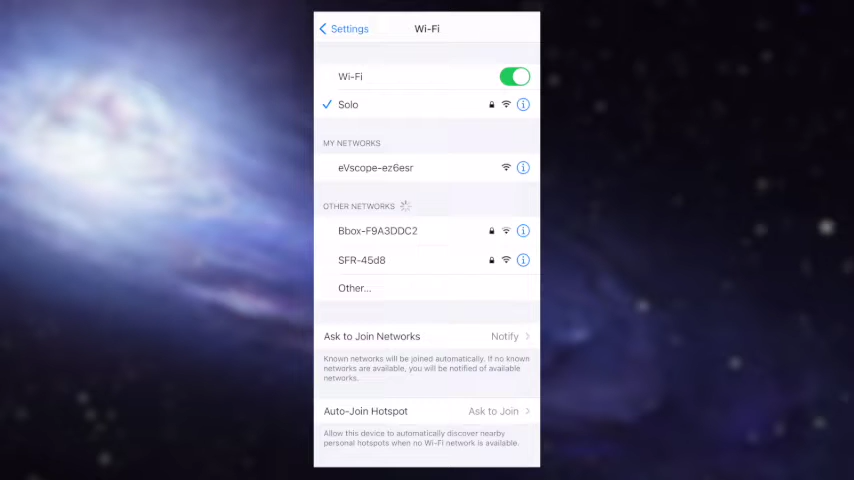 Settings
Wi-Fi
Wi-Fi
Solo
MY NETWORKS
eVscope-ez6esr
OTHER NETWORKS
Bbox-F9A3DDC2
SFR-45d8
Other...
Ask to Join Networks Notify
Known networks will be joined automatically. If no known
networks are available, you will be notified of available
networks.
Auto-Join Hotspot Ask to Join
Allow this device to automatically discover nearby
personal hotspots when no Wi-Fi network is available.